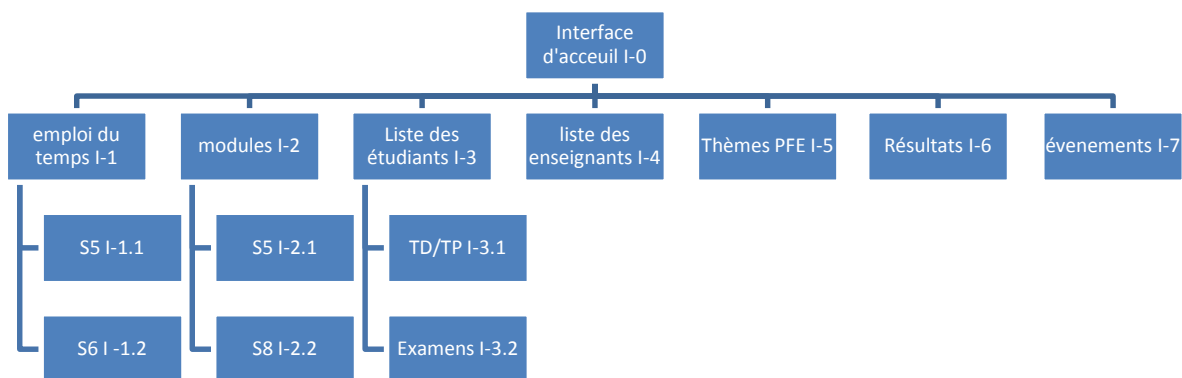 Interface
d'acceuil I-0
emploi du
temps I-1
modules I-2
Liste des
étudiants I-3
liste des
enseignants I-4
Thèmes PFE I-5
Résultats I-6
évenements I-7
S5 I-1.1
S5 I-2.1
TD/TP I-3.1
S6 I -1.2
S8 I-2.2
Examens I-3.2